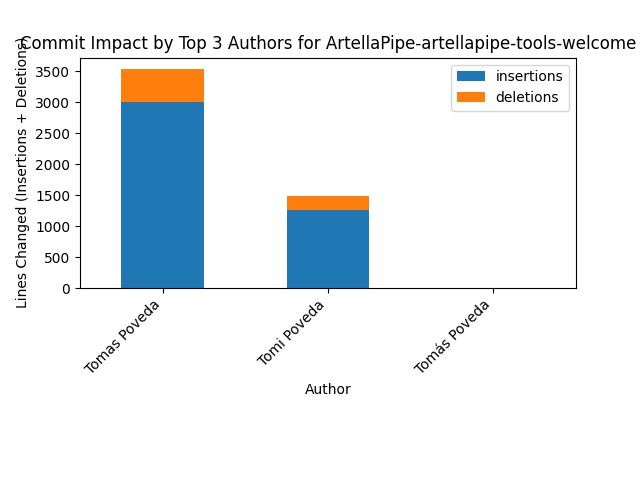 Commit Impact by Top 3 Authors for ArtellaPipe-artellapipe-tools-welcome
Lines Changed (Insertions + Deletions)
3500
3000
2500
2000
1500
1000
500
0
insertions
deletions
Tomas Poveda
Tomi Poveda
Tomás Poveda
Author